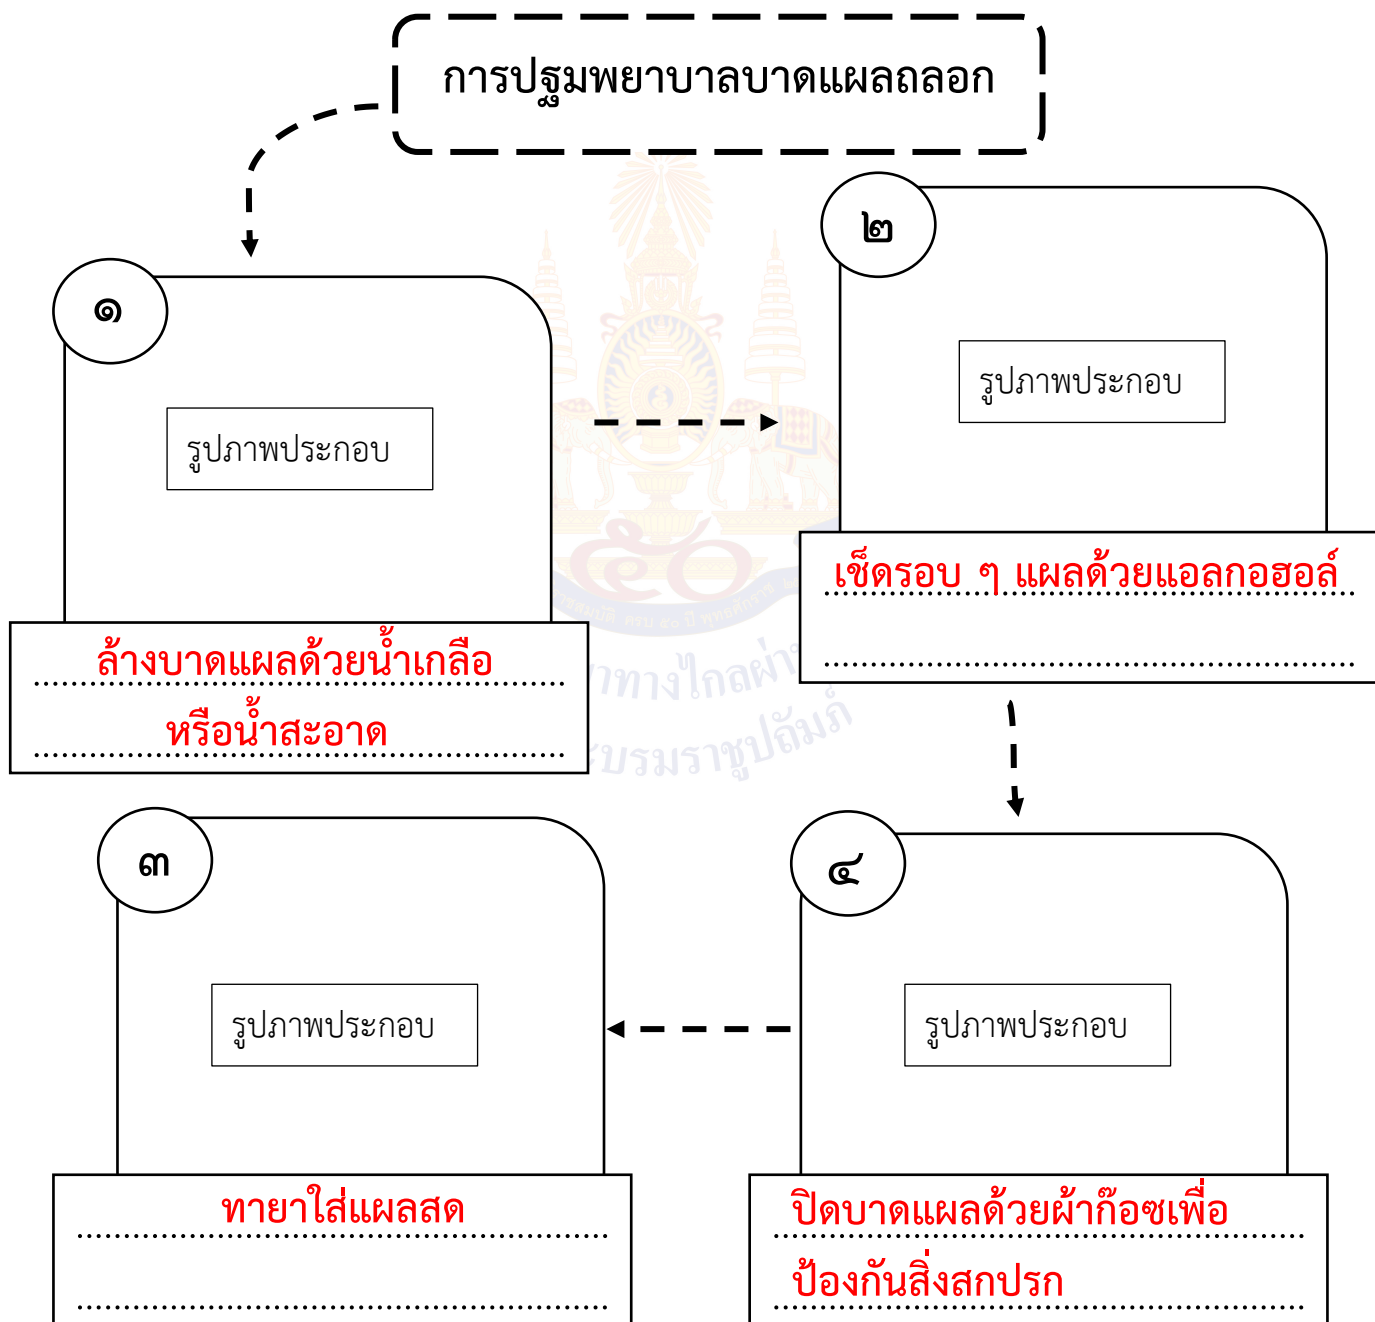 การปฐมพยาบาลบาดแผลถลอก
๑
รูปภาพประกอบ
ล้างบาดแผลด้วยน้ำเกลือ
หรือน้ำสะอาด
๒
รูปภาพประกอบ
เช็ดรอบ ๆ แผลด้วยแอลกอฮอล์
๓
รูปภาพประกอบ
ทายาใส่แผลสด
๔
รูปภาพประกอบ
ปิดบาดแผลด้วยผ้าก๊อซเพื่อ
ป้องกันสิ่งสกปรก